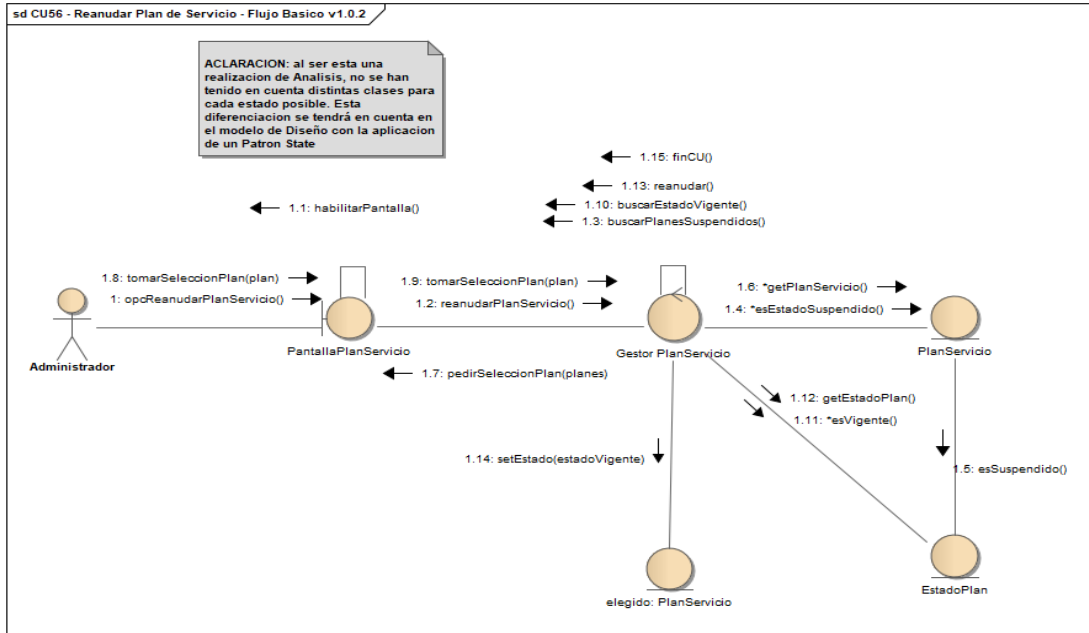 sd CU56 - Reanudar Plan de Servicio - Flujo Basico v1.0.2
ACLARACION: al ser esta una
realizacion de Analisis, no se han
tenido en cuenta distintas clases para
cada estado posible. Esta
diferenciacion se tendrá en cuenta en
el modelo de Diseño con la aplicacion
de un Patron State
1.15: finCU()
1.13: reanudar()
1.1: habilitarPantalla()
1.10: buscarEstadoVigente()
1.3: buscarPlanesSuspendidos()
1.8: tomarSeleccionPlan(plan)
1: opcReanudarPlanServicio()
1.9: tomarSeleccionPlan(plan)
1.2: reanudarPlanServicio()
1.6: *getPlanServicio()
1.4: *esEstadoSuspendido()
Administrador
PantallaPlanServicio
Gestor PlanServicio
PlanServicio
1.7: pedirSeleccionPlan(planes)
1.12: getEstadoPlan()
1.11: *esVigente()
1.14: setEstado(estadoVigente)
1.5: esSuspendido()
elegido: PlanServicio
EstadoPlan